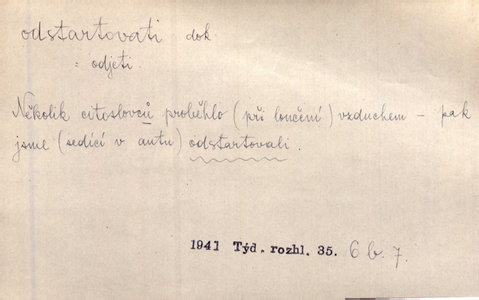 odstartovati dok
= odjeti.
Několik citoslovců proběhlo (při loučení) vzduchem – pak
jsme (sedící v autu) odstartovali.
1941 Týd. rozhl. 35. 6 b. 7.